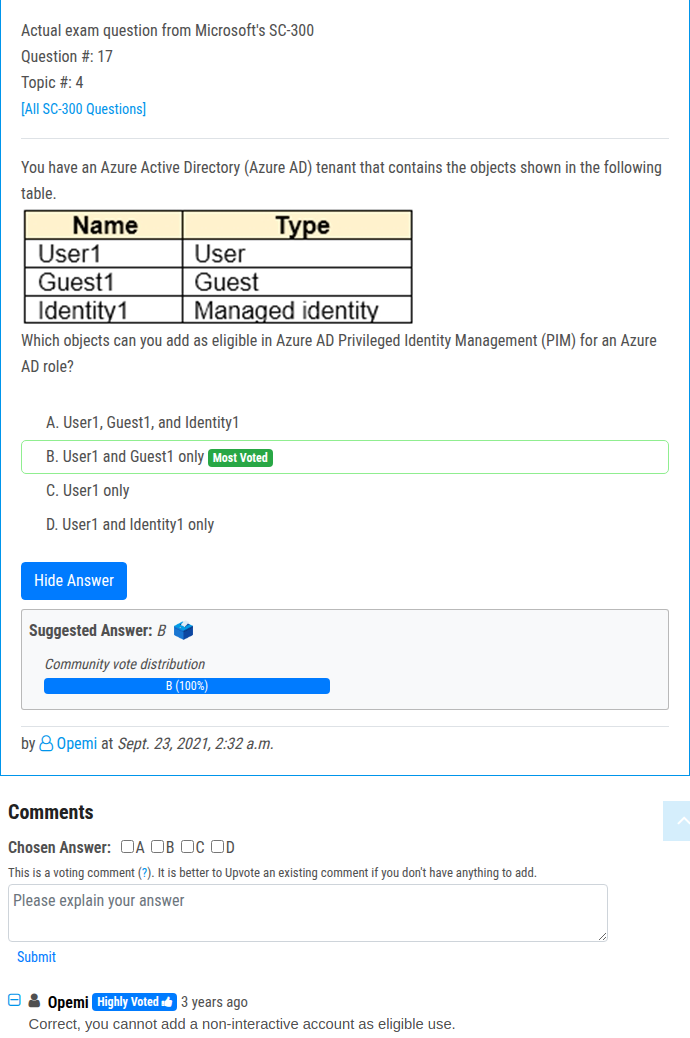 Actual exam question from Microsoft's SC-300
Question #: 17
Topic #: 4
[All SC-300 Questions]
You have an Azure Active Directory (Azure AD) tenant that contains the objects shown in the following
table.
Name Type
User1 User
Guest1 Guest
Identity1 Managed identity
Which objects can you add as eligible in Azure AD Privileged Identity Management (PIM) for an Azure
AD role?
A. User1, Guest1, and Identity1
B. User1 and Guest1 only Most Voted
C. User1 only
D. User1 and Identity1 only
Hide Answer
Suggested Answer: B
Community vote distribution
B (100%)
by Opemi at Sept. 23, 2021, 2:32 a.m.
Comments
Chosen Answer: A B C D
This is a voting comment (?). It is better to Upvote an existing comment if you don't have anything to add.
Please explain your answer
Submit
Opemi Highly Voted 3 years ago
Correct, you cannot add a non-interactive account as eligible use.